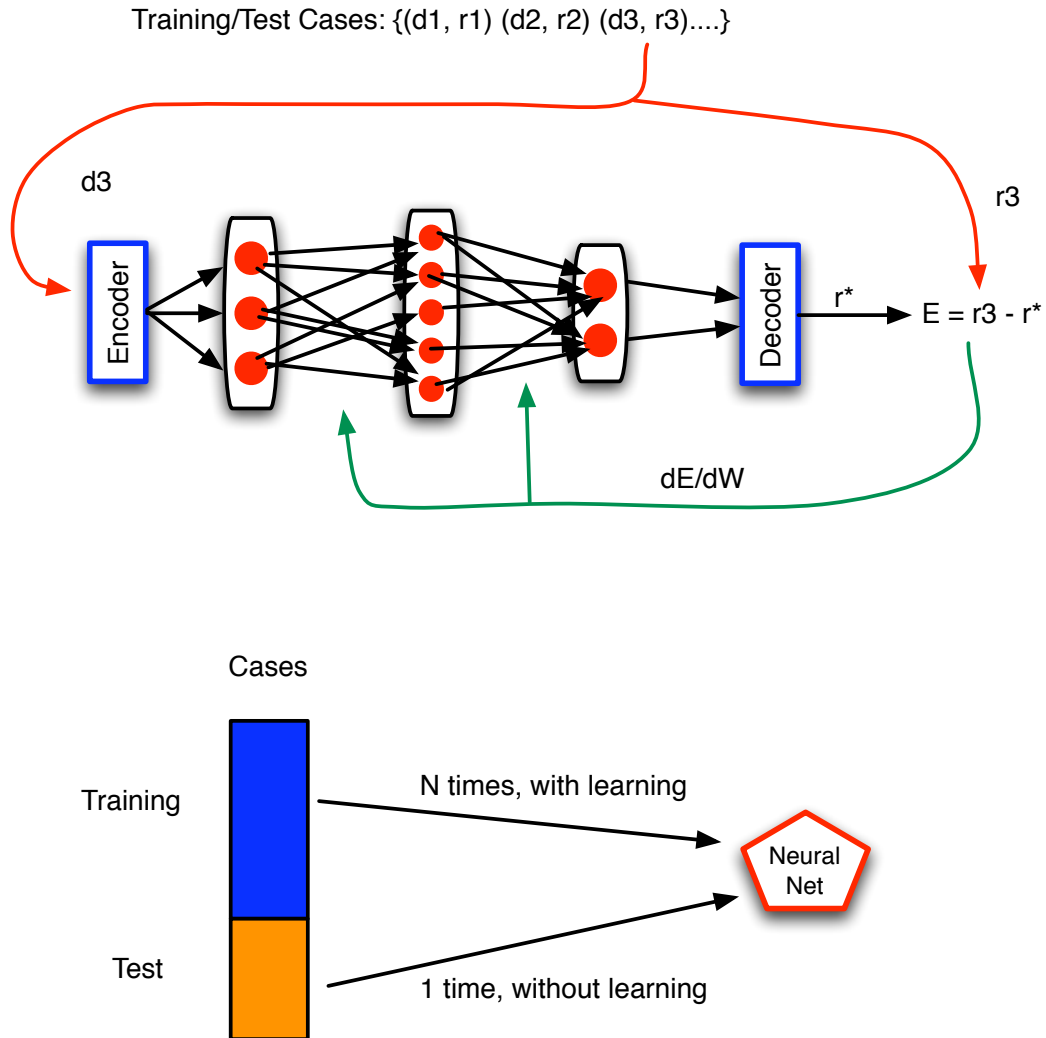 Training/Test Cases: {(d1, r1) (d2, r2) (d3, r3)....}
d3
r3
Encoder
Decoder
r*
E = r3 - r*
dE/dW
Cases
Training
N times, with learning
Neural
Net
Test
1 time, without learning